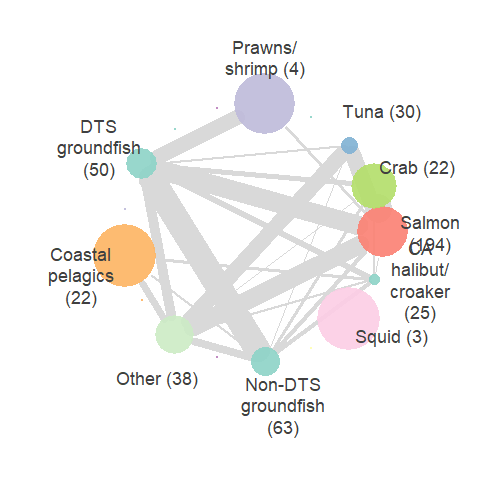 Prawns/
shrimp (4)
Tuna (30)
DTS
groundfish
(50)
Crab (22)
Salmon
(194)
CA
halibut/
croaker
(25)
Coastal
pelagics
(22)
Squid (3)
Other (38)
Non-DTS
groundfish
(63)